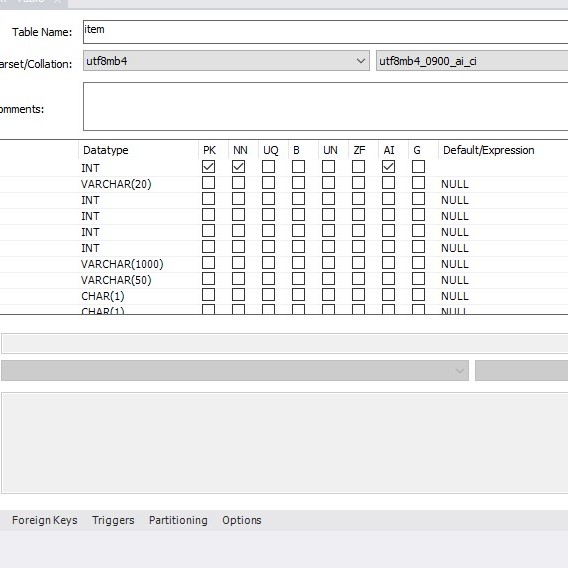 Table Name: item
arset/Collation: utf8mb4 utf8mb4_0900_ai_ci
omments:
Datatype PK NN UQ B UN ZF AI G Default/Expression
INT
VARCHAR(20) NULL
INT NULL
INT NULL
INT NULL
INT NULL
VARCHAR(1000) NULL
VARCHAR(50) NULL
CHAR(1) NULL
CHAR(1) NULL
Foreign Keys Triggers Partitioning Options